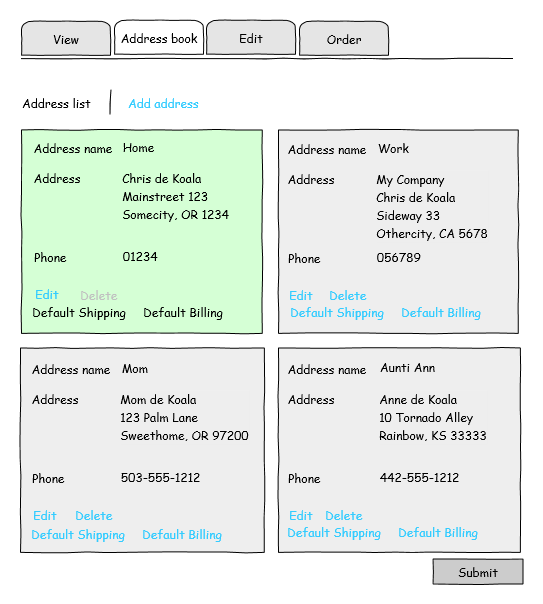 View Address book Edit Order
Address list Add address
Address name Home
Address Chris de Koala
Mainstreet 123
Somecity, OR 1234
Phone 01234
Edit Delete
Default Shipping Default Billing
Address name Work
Address My Company
Chris de Koala
Sideway 33
Othercity, CA 5678
Phone 056789
Edit Delete
Default Shipping Default Billing
Address name Mom
Address Mom de Koala
123 Palm Lane
Sweethome, OR 97200
Phone 503-555-1212
Edit Delete
Default Shipping Default Billing
Address name Aunti Ann
Address Anne de Koala
10 Tornado Alley
Rainbow, KS 33333
Phone 442-555-1212
Edit Delete
Default Shipping Default Billing
Submit